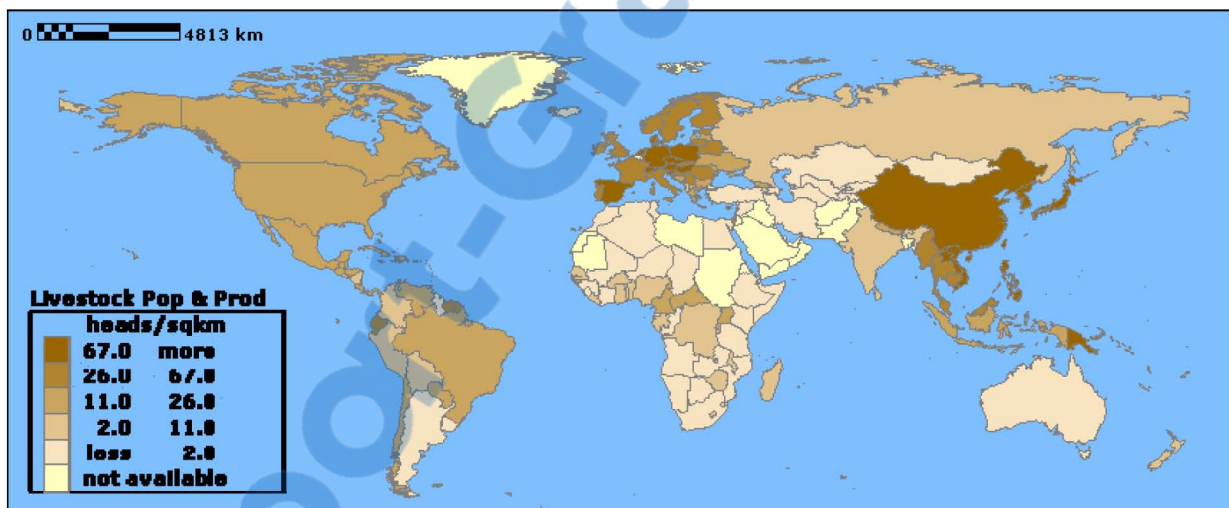 0 4813 km
Livestock Pop & Prod
heads/sqkm
67.0 more
26.0 67.0
11.0 26.0
2.0 11.0
less 2.0
not available